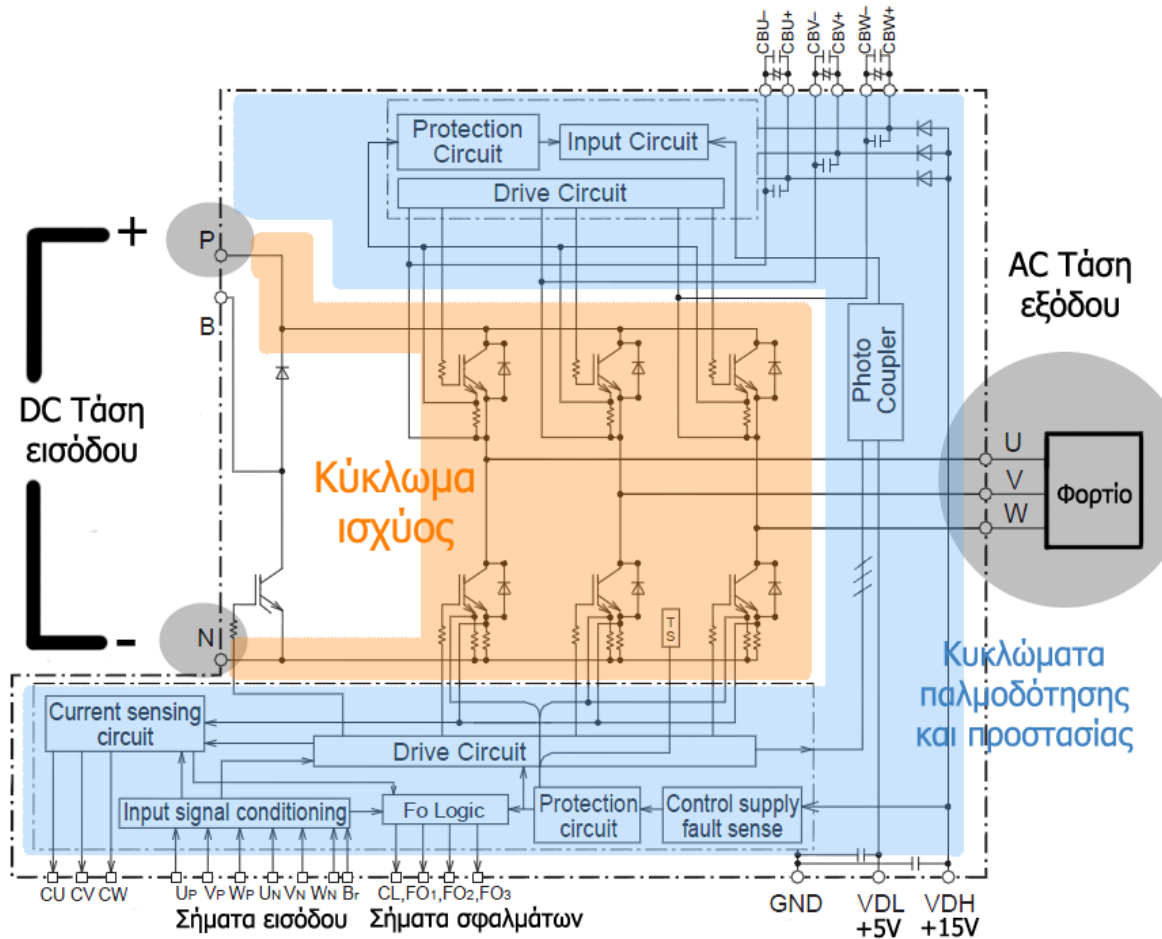 CBU− CBU+ CBV− CBV+ CBW− CBW+
Protection
Circuit
Input Circuit
Drive Circuit
+
P
B
DC Τάση
εισόδου
N
-
AC Τάση
εξόδου
Photo
Coupler
U
V
W
Φορτίο
Κύκλωμα
ισχύος
TS
Κυκλώματα
παλμοδότησης
και προστασίας
Current sensing
circuit
Drive Circuit
Input signal conditioning
Fo Logic
Protection
circuit
Control supply
fault sense
CU CV CW
UP VP WP UN VN WN Br
CL,FO1,FO2,FO3
GND VDL VDH
Σήματα εισόδου
Σήματα σφαλμάτων
+5V +15V